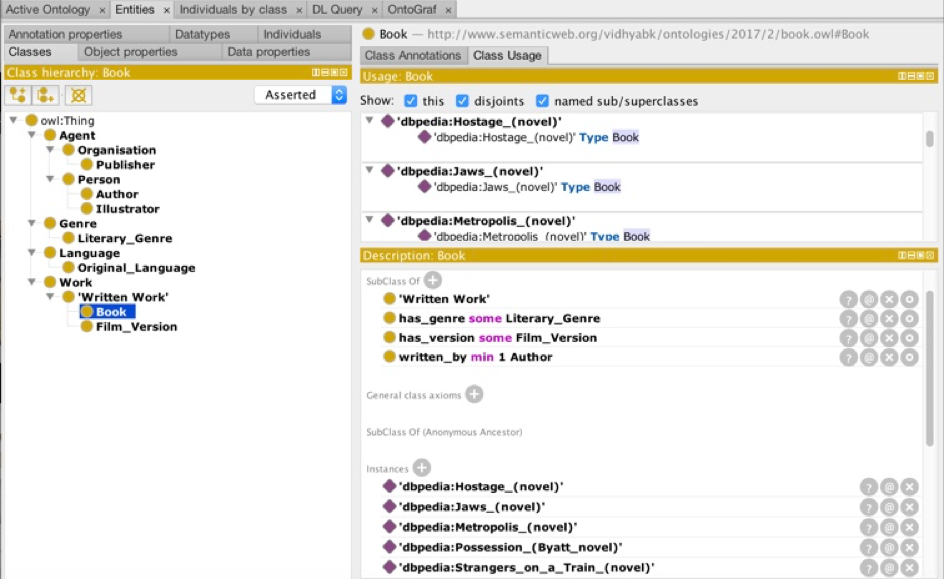 Active Ontology × Entities × Individuals by class × DL Query × OntoGraf ×
Annotation properties Datatypes Individuals
Classes Object properties Data properties
Class hierarchy: Book
Asserted
owl:Thing
Agent
Organisation
Publisher
Person
Author
Illustrator
Genre
Literary_Genre
Language
Original_Language
Work
'Written Work'
Book
Film_Version
Book — http://www.semanticweb.org/vidhyabk/ontologies/2017/2/book.owl#Book
Class Annotations Class Usage
Usage: Book
Show: this disjoints named sub/superclasses
'dbpedia:Hostage_(novel)'
'dbpedia:Hostage_(novel)' Type Book
'dbpedia:Jaws_(novel)'
'dbpedia:Jaws_(novel)' Type Book
'dbpedia:Metropolis_(novel)'
'dbpedia:Metropolis_(novel)' Type Book
Description: Book
SubClass Of +
'Written Work' ? @ × o
has_genre some Literary_Genre ? @ × o
has_version some Film_Version ? @ × o
written_by min 1 Author ? @ × o
General class axioms +
SubClass Of (Anonymous Ancestor)
Instances +
'dbpedia:Hostage_(novel)' ? @ ×
'dbpedia:Jaws_(novel)' ? @ ×
'dbpedia:Metropolis_(novel)' ? @ ×
'dbpedia:Possession_(Byatt_novel)' ? @ ×
'dbpedia:Strangers_on_a_Train_(novel)' ? @ ×